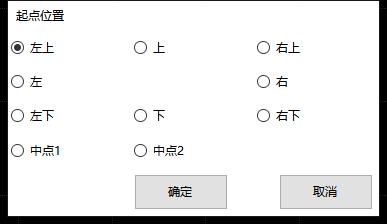 起点位置
左上 上 右上
左 右
左下 下 右下
中点1 中点2
确定 取消